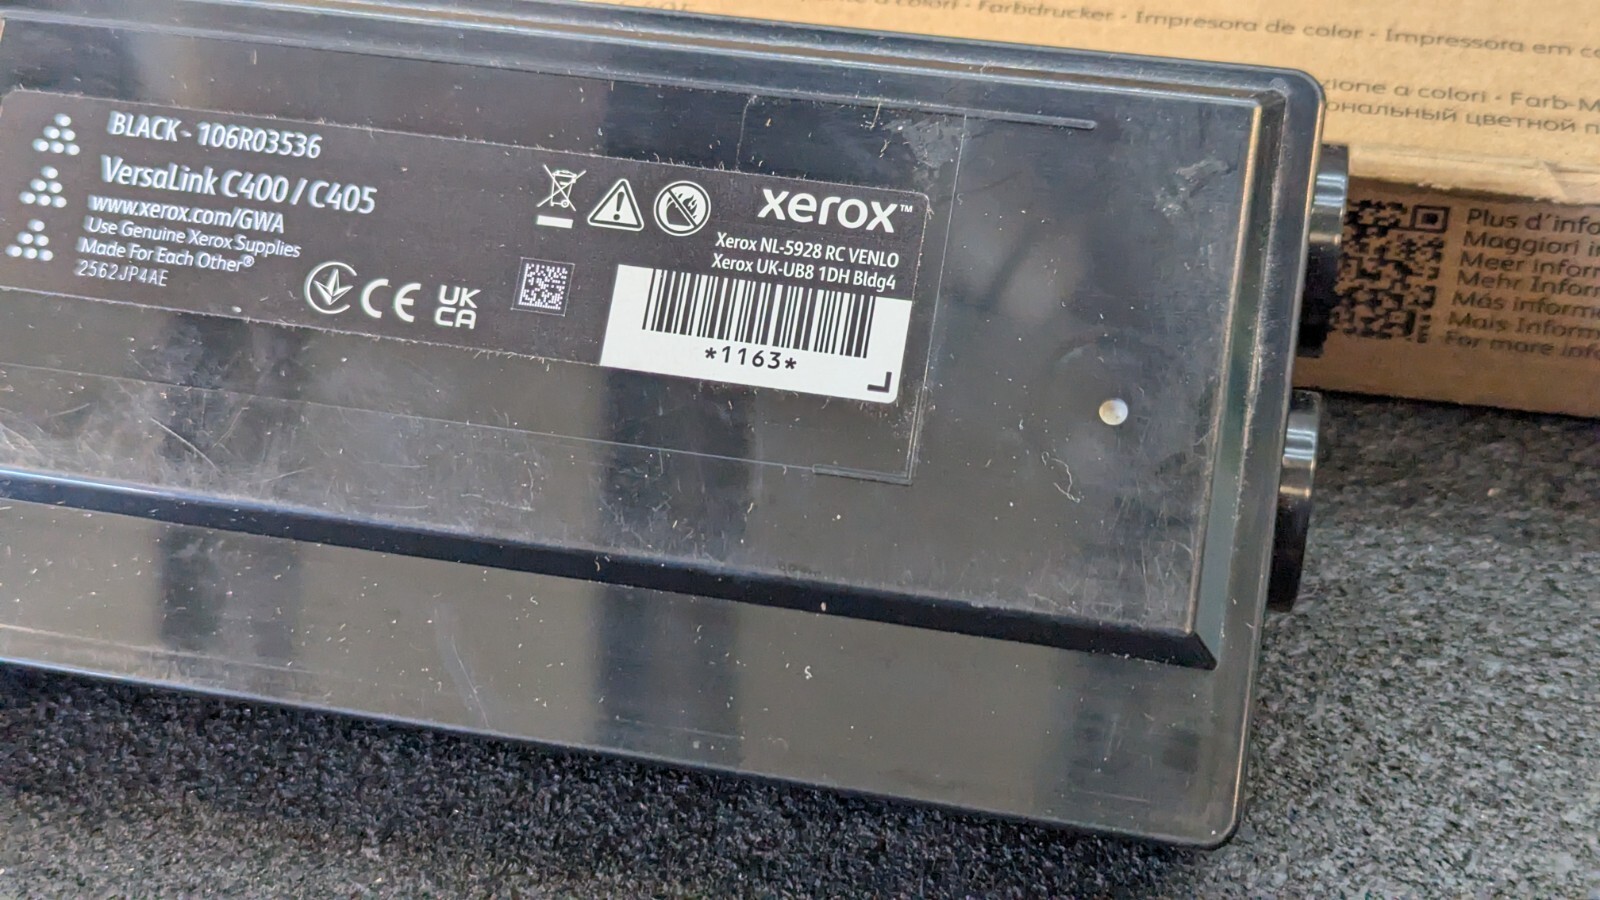 a colori · Farbdrucker · Impresora de color · Impressora em
zione a colori · Farb-M
ональный цветной п
BLACK - 106R03536
VersaLink C400 / C405
www.xerox.com/GWA
Use Genuine Xerox Supplies
Made For Each Other®
2562JP4AE
CE
UK
CA
xerox™
Xerox NL-5928 RC VENLO
Xerox UK-UB8 1DH Bldg4
*1163*
Plus d'info
Maggiori in
Meer inform
Mehr Inform
Más inform
Mais Inform
For more info